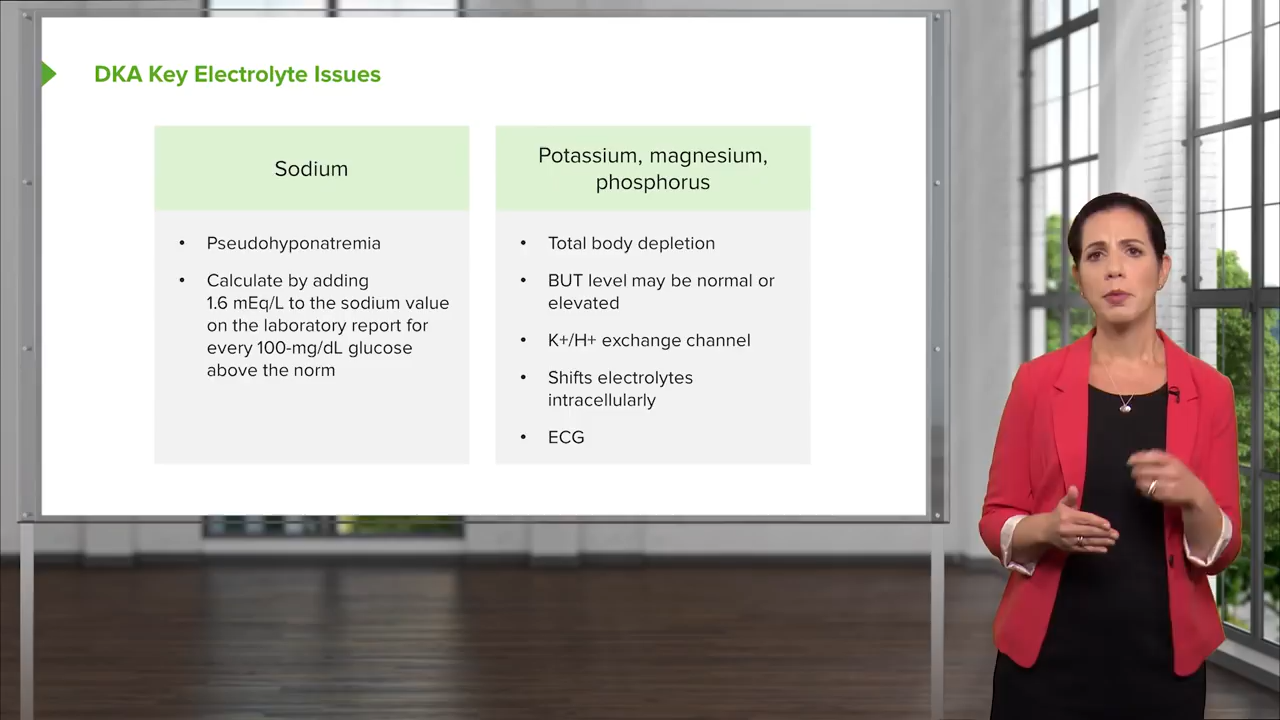 DKA Key Electrolyte Issues
Sodium
• Pseudohyponatremia
• Calculate by adding
1.6 mEq/L to the sodium value
on the laboratory report for
every 100-mg/dL glucose
above the norm
Potassium, magnesium,
phosphorus
• Total body depletion
• BUT level may be normal or
elevated
• K+/H+ exchange channel
• Shifts electrolytes
intracellularly
• ECG